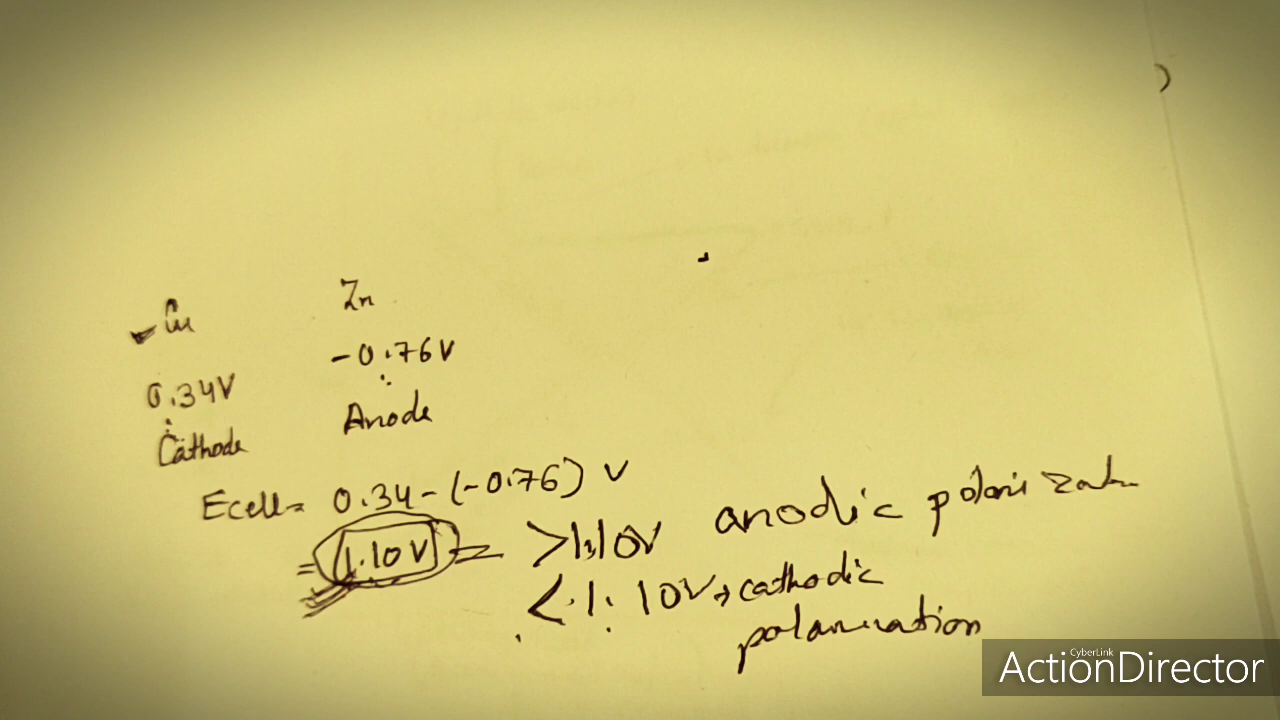 Cu Zn
0.34V -0.76V
Cathode Anode
Ecell = 0.34 - (-0.76) V
= 1.10V = >1.10V anodic
<1.10V → cathodic
polarization
CyberLink
ActionDirector